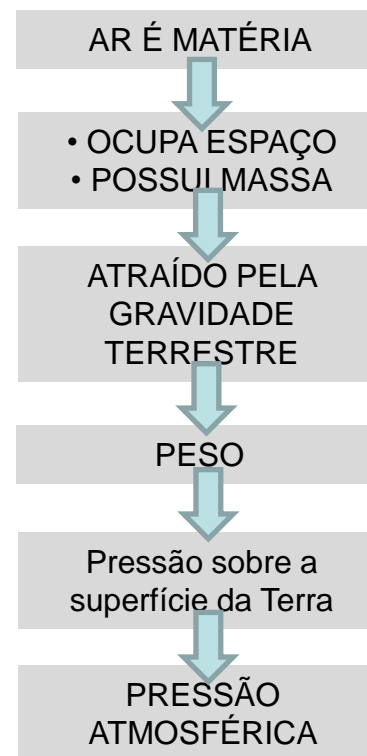 AR É MATÉRIA
• OCUPA ESPAÇO
• POSSUI MASSA
ATRAÍDO PELA
GRAVIDADE
TERRESTRE
PESO
Pressão sobre a
superfície da Terra
PRESSÃO
ATMOSFÉRICA